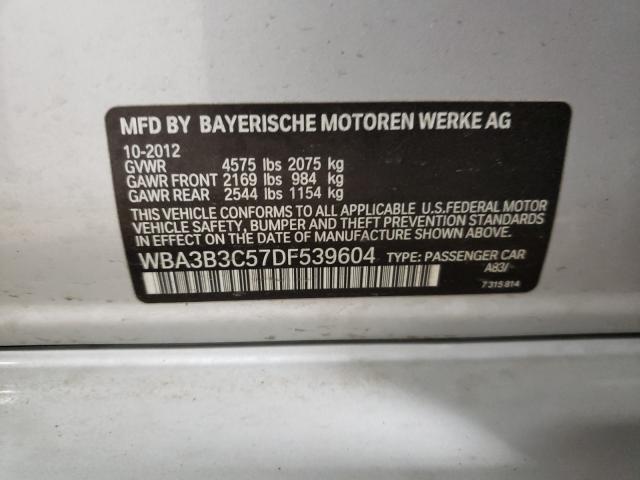 MFD BY BAYERISCHE MOTOREN WERKE AG
10-2012
GVWR 4575 lbs 2075 kg
GAWR FRONT 2169 lbs 984 kg
GAWR REAR 2544 lbs 1154 kg
THIS VEHICLE CONFORMS TO ALL APPLICABLE U.S.FEDERAL MOTOR
VEHICLE SAFETY, BUMPER AND THEFT PREVENTION STANDARDS
IN EFFECT ON THE DATE OF MANUFACTURE SHOWN ABOVE.
WBA3B3C57DF539604 TYPE: PASSENGER CAR
A83/
7315814